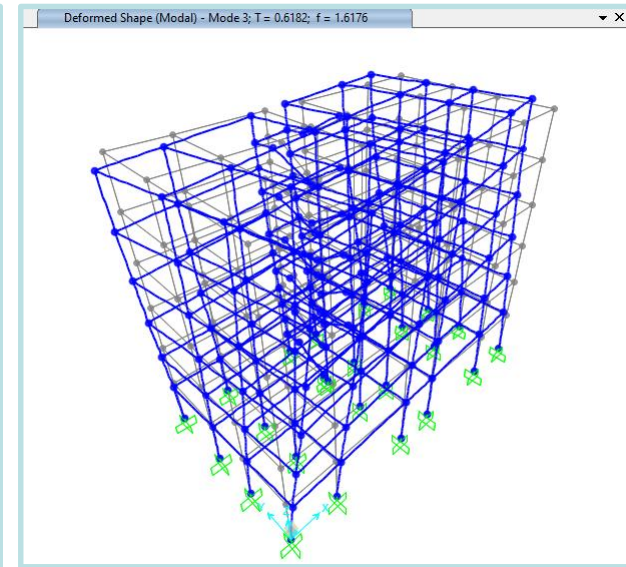 Deformed Shape (Modal) - Mode 3; T = 0.6182; f = 1.6176
Y
Z
X